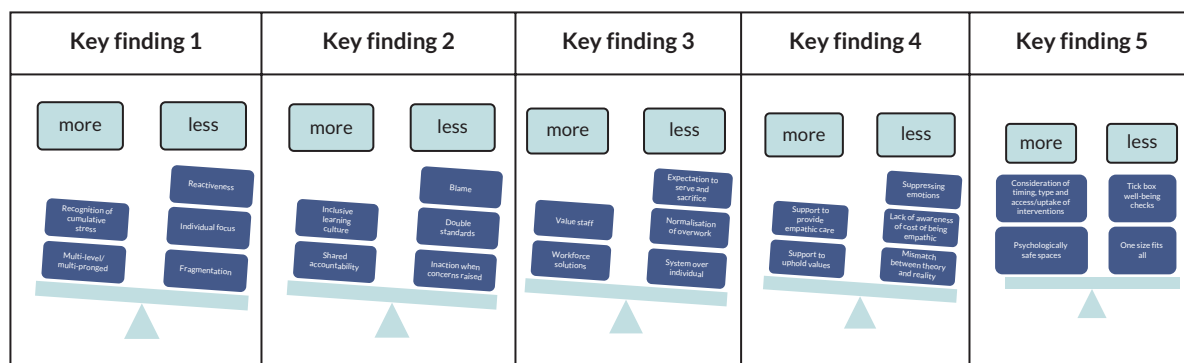 Key finding 1
more
less
Recognition of
cumulative
stress
Multi-level/
multi-pronged
Reactiveness
Individual focus
Fragmentation
Key finding 2
more
less
Inclusive
learning
culture
Shared
accountability
Blame
Double
standards
Inaction when
concerns raised
Key finding 3
more
less
Value staff
Workforce
solutions
Expectation to
serve and
sacrifice
Normalisation
of overwork
System over
individual
Key finding 4
more
less
Support to
provide
empathic care
Support to
uphold values
Suppressing
emotions
Lack of awareness
of cost of being
empathic
Mismatch
between theory
and reality
Key finding 5
more
less
Consideration of
timing, type and
access/uptake of
interventions
Psychologically
safe spaces
Tick box
well-being
checks
One size fits
all